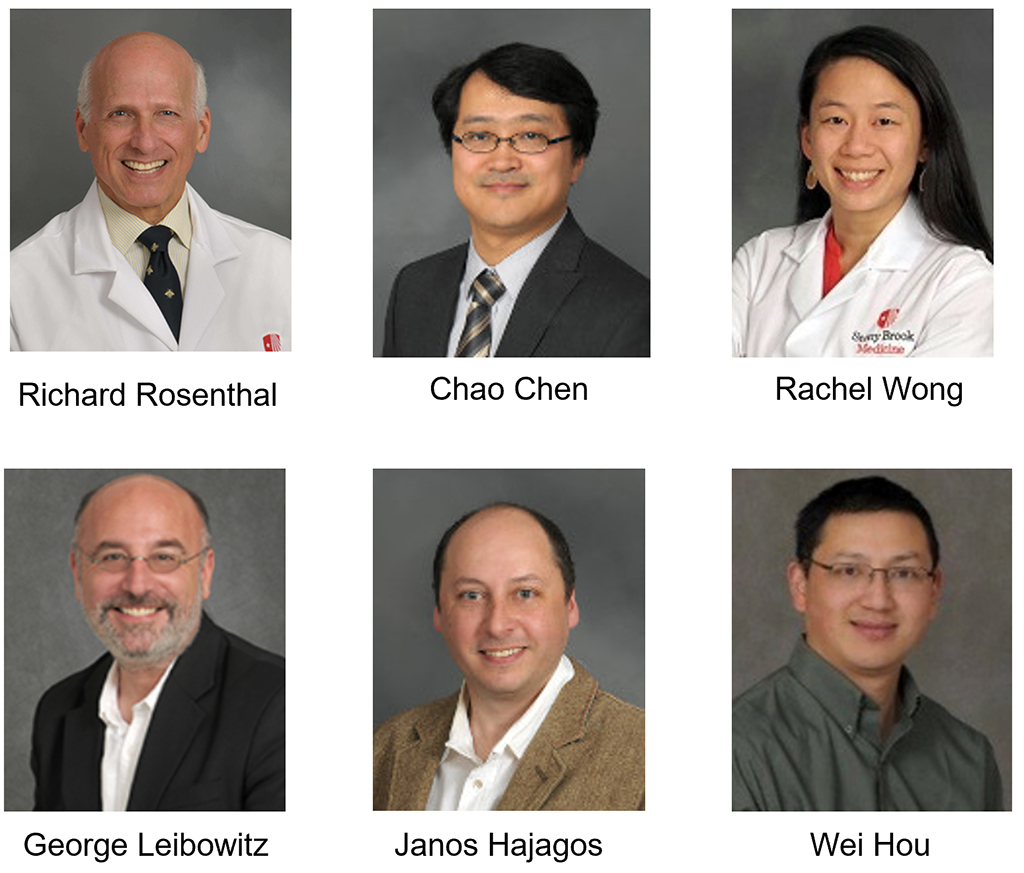 Stony Brook
Medicine
Richard Rosenthal
Chao Chen
Rachel Wong
George Leibowitz
Janos Hajagos
Wei Hou